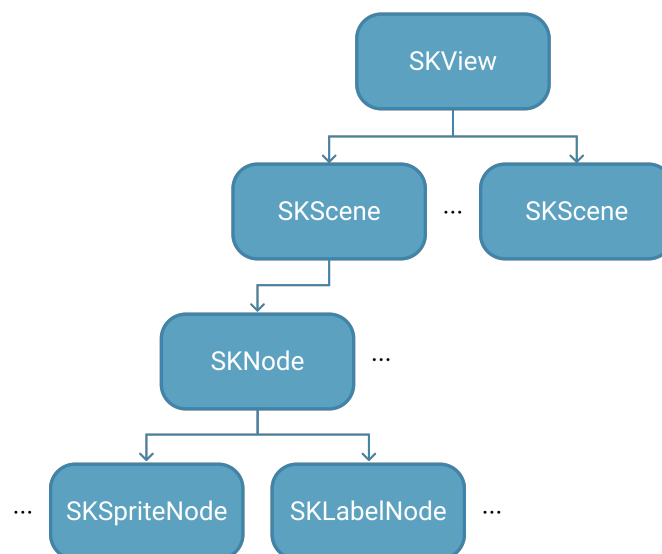 SKView
SKScene ... SKScene
SKNode ...
... SKSpriteNode SKLabelNode ...